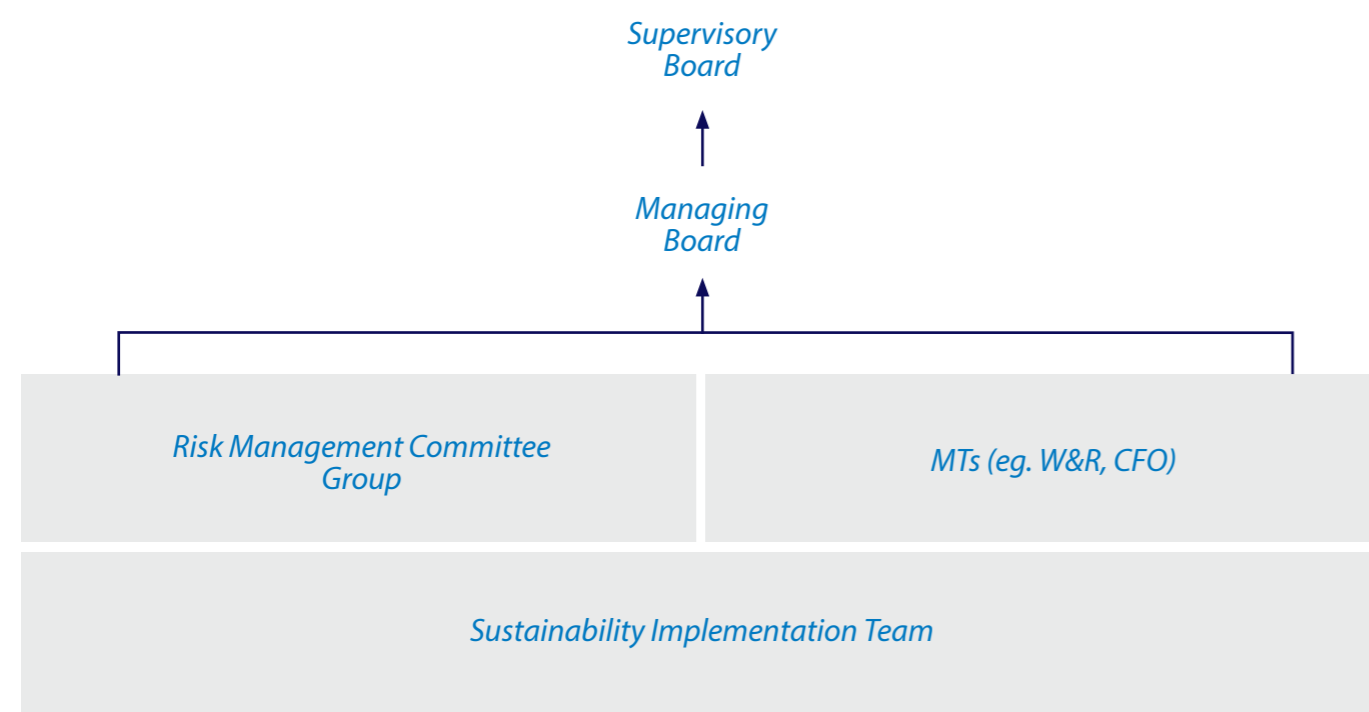 Supervisory
Board
Managing
Board
Risk Management Committee
Group
MTs (eg. W&R, CFO)
Sustainability Implementation Team